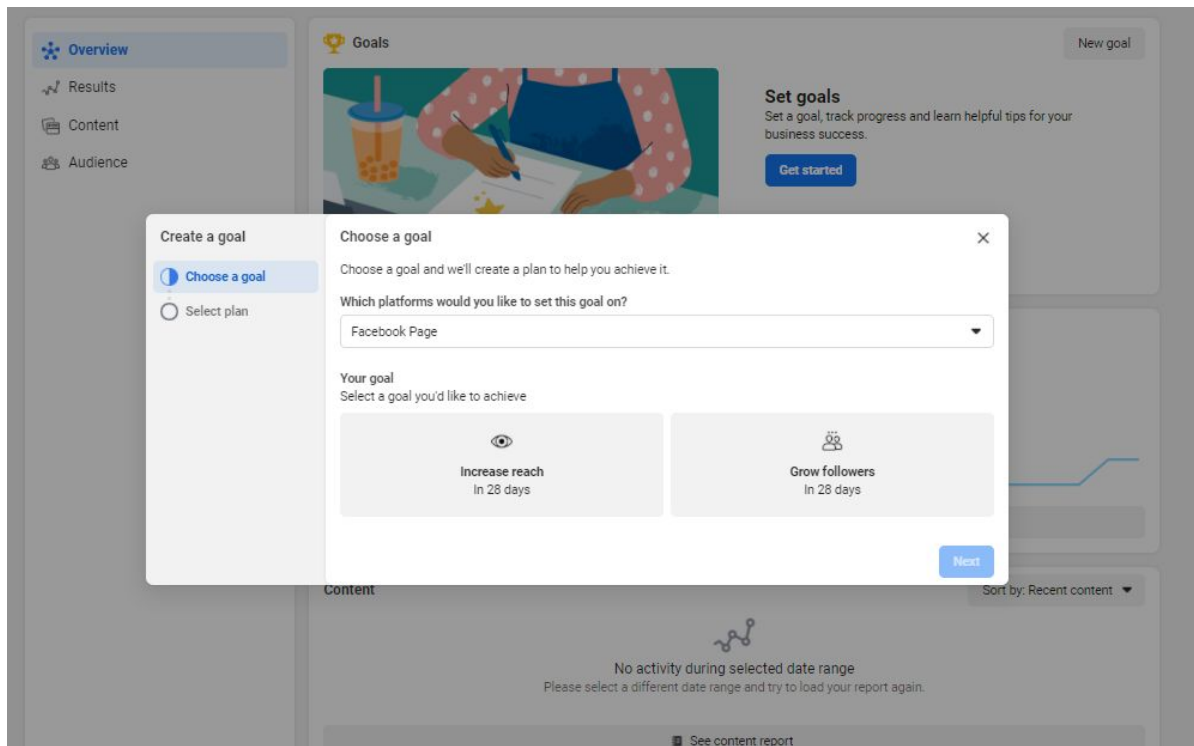 Overview
Results
Content
Audience
Goals
New goal
Set goals
Set a goal, track progress and learn helpful tips for your
business success.
Get started
Create a goal
Choose a goal
Select plan
Choose a goal
Choose a goal and we'll create a plan to help you achieve it.
Which platforms would you like to set this goal on?
Facebook Page
Your goal
Select a goal you'd like to achieve
Increase reach
In 28 days
Grow followers
In 28 days
Next
Content
Sort by: Recent content
No activity during selected date range
Please select a different date range and try to load your report again.
See content report